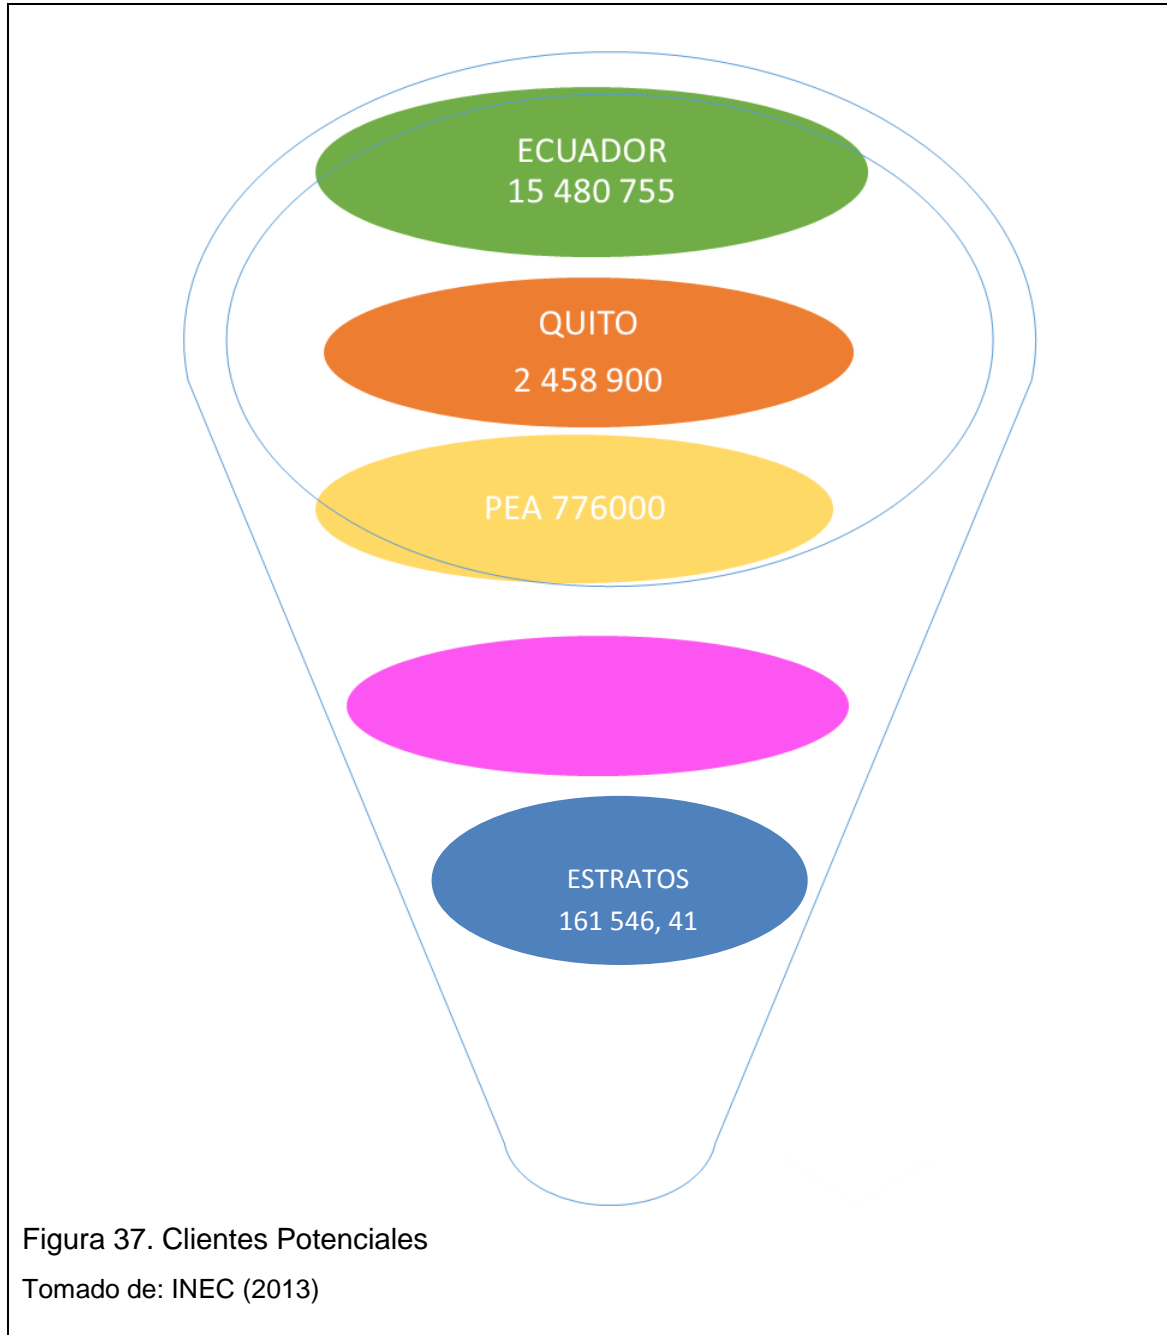 ECUADOR
15 480 755
QUITO
2 458 900
PEA 776000
ESTRATOS
161 546, 41
Figura 37. Clientes Potenciales
Tomado de: INEC (2013)